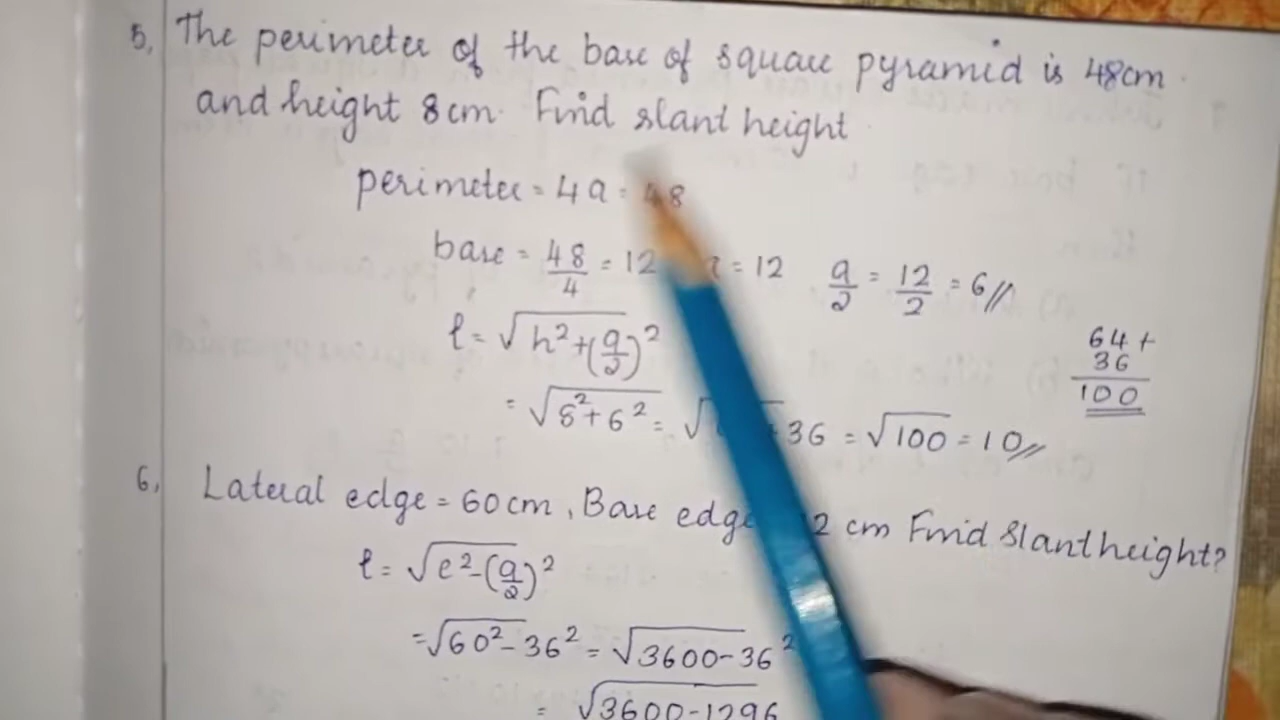 5, The perimeter of the base of square pyramid is 48cm.
and height 8cm. Find slant height.
perimeter = 4a = 48
base = 48/4 = 12 = 12 a/2 = 12/2 = 6//
l = √h²+(a/2)²
64+
36
100
= √8²+6² = √ 36 = √100 = 10//
6, Lateral edge = 60cm, Base edge 2 cm Find Slant height?
l = √e²-(a/2)²
= √60²-36² = √3600-36²
= √3600-1296